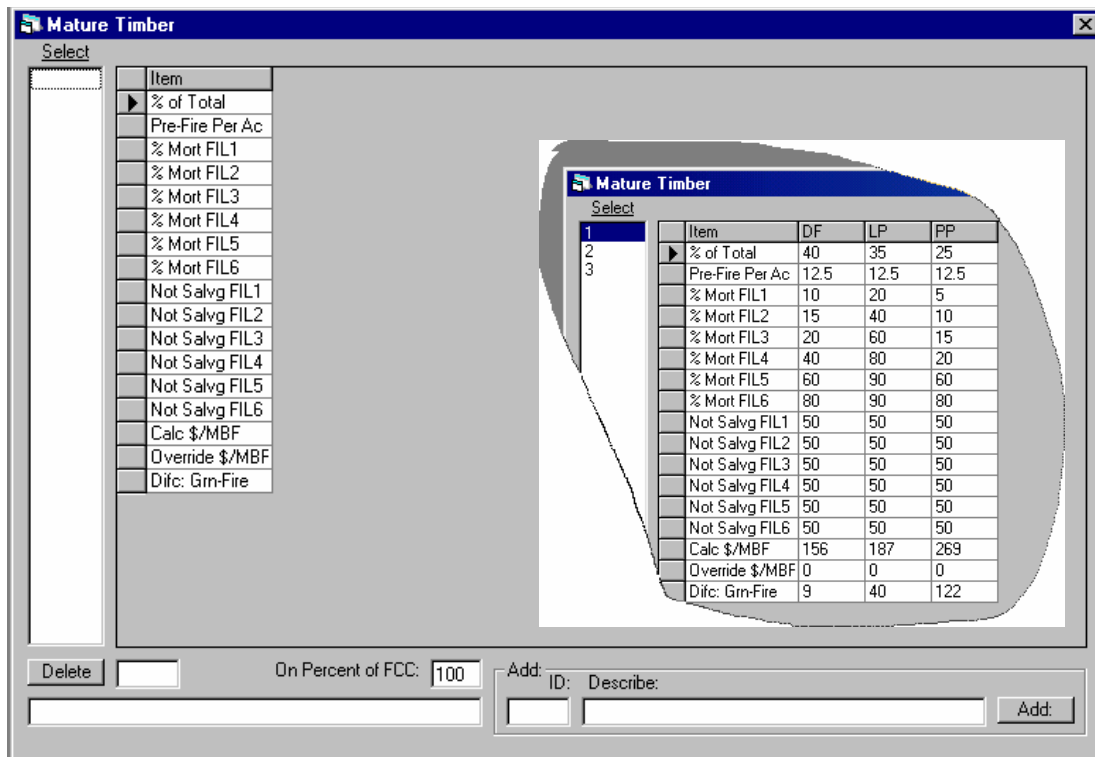 Mature Timber
Select
Item
% of Total
Pre-Fire Per Ac
% Mort FIL1
% Mort FIL2
% Mort FIL3
% Mort FIL4
% Mort FIL5
% Mort FIL6
Not Salvg FIL1
Not Salvg FIL2
Not Salvg FIL3
Not Salvg FIL4
Not Salvg FIL5
Not Salvg FIL6
Calc $/MBF
Override $/MBF
Difc: Grn-Fire
Mature Timber
Select
1
2
3
Item DF LP PP
% of Total 40 35 25
Pre-Fire Per Ac 12.5 12.5 12.5
% Mort FIL1 10 20 5
% Mort FIL2 15 40 10
% Mort FIL3 20 60 15
% Mort FIL4 40 80 20
% Mort FIL5 60 90 60
% Mort FIL6 80 90 80
Not Salvg FIL1 50 50 50
Not Salvg FIL2 50 50 50
Not Salvg FIL3 50 50 50
Not Salvg FIL4 50 50 50
Not Salvg FIL5 50 50 50
Not Salvg FIL6 50 50 50
Calc $/MBF 156 187 269
Override $/MBF 0 0 0
Difc: Grn-Fire 9 40 122
Delete On Percent of FCC: 100
Add:
ID: Describe:
Add: